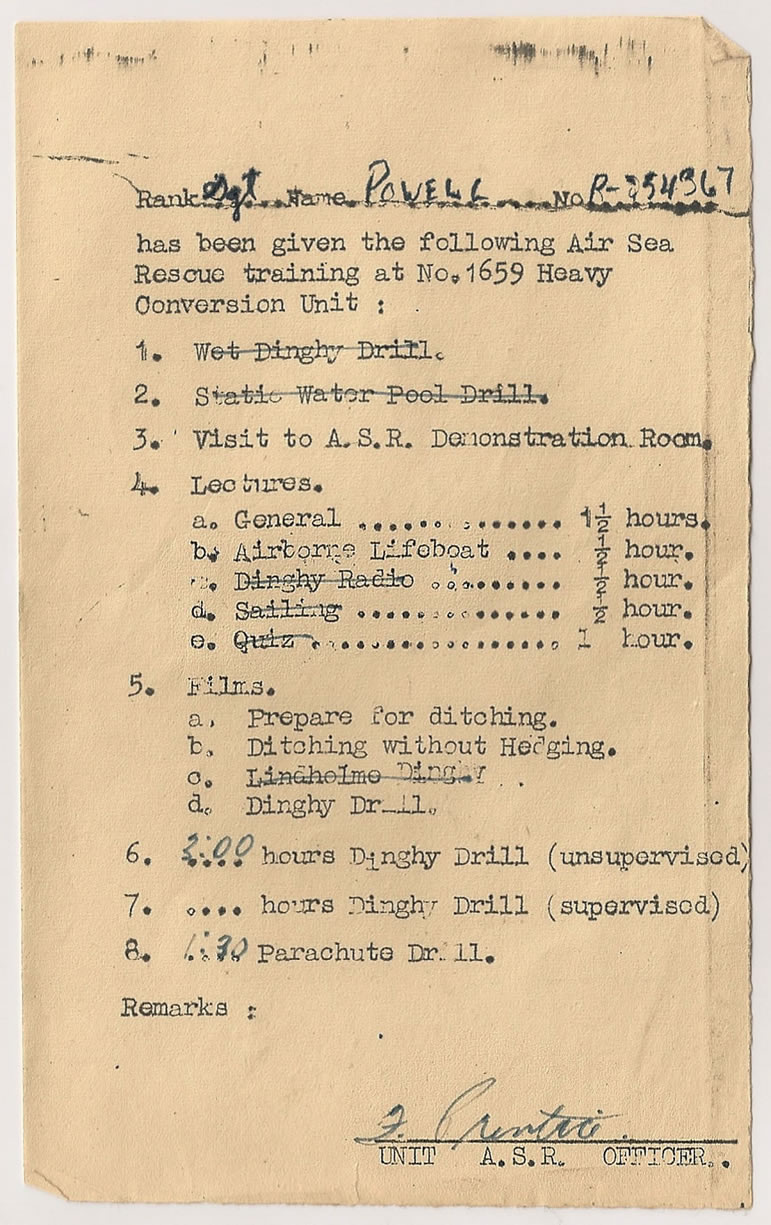 Rank Sgt Name POWELL No R-254367
has been given the following Air Sea
Rescue training at No.1659 Heavy
Conversion Unit :
1. Wet Dinghy Drill.
2. Static Water Pool Drill.
3. Visit to A.S.R. Demonstration Room.
4. Lectures.
a. General .............. 1½ hours.
b. Airborne Lifeboat .... ½ hour.
c. Dinghy Radio ......... ½ hour.
d. Sailing .............. ½ hour.
e. Quiz ................. 1 hour.
5. Films.
a. Prepare for ditching.
b. Ditching without Hedging.
c. Lindholme Dinghy
d. Dinghy Drill.
6. 2:00 hours Dinghy Drill (unsupervised)
7. .... hours Dinghy Drill (supervised)
8. 1:30 Parachute Drill.
Remarks :
F. Prentice.
UNIT A.S.R. OFFICER..